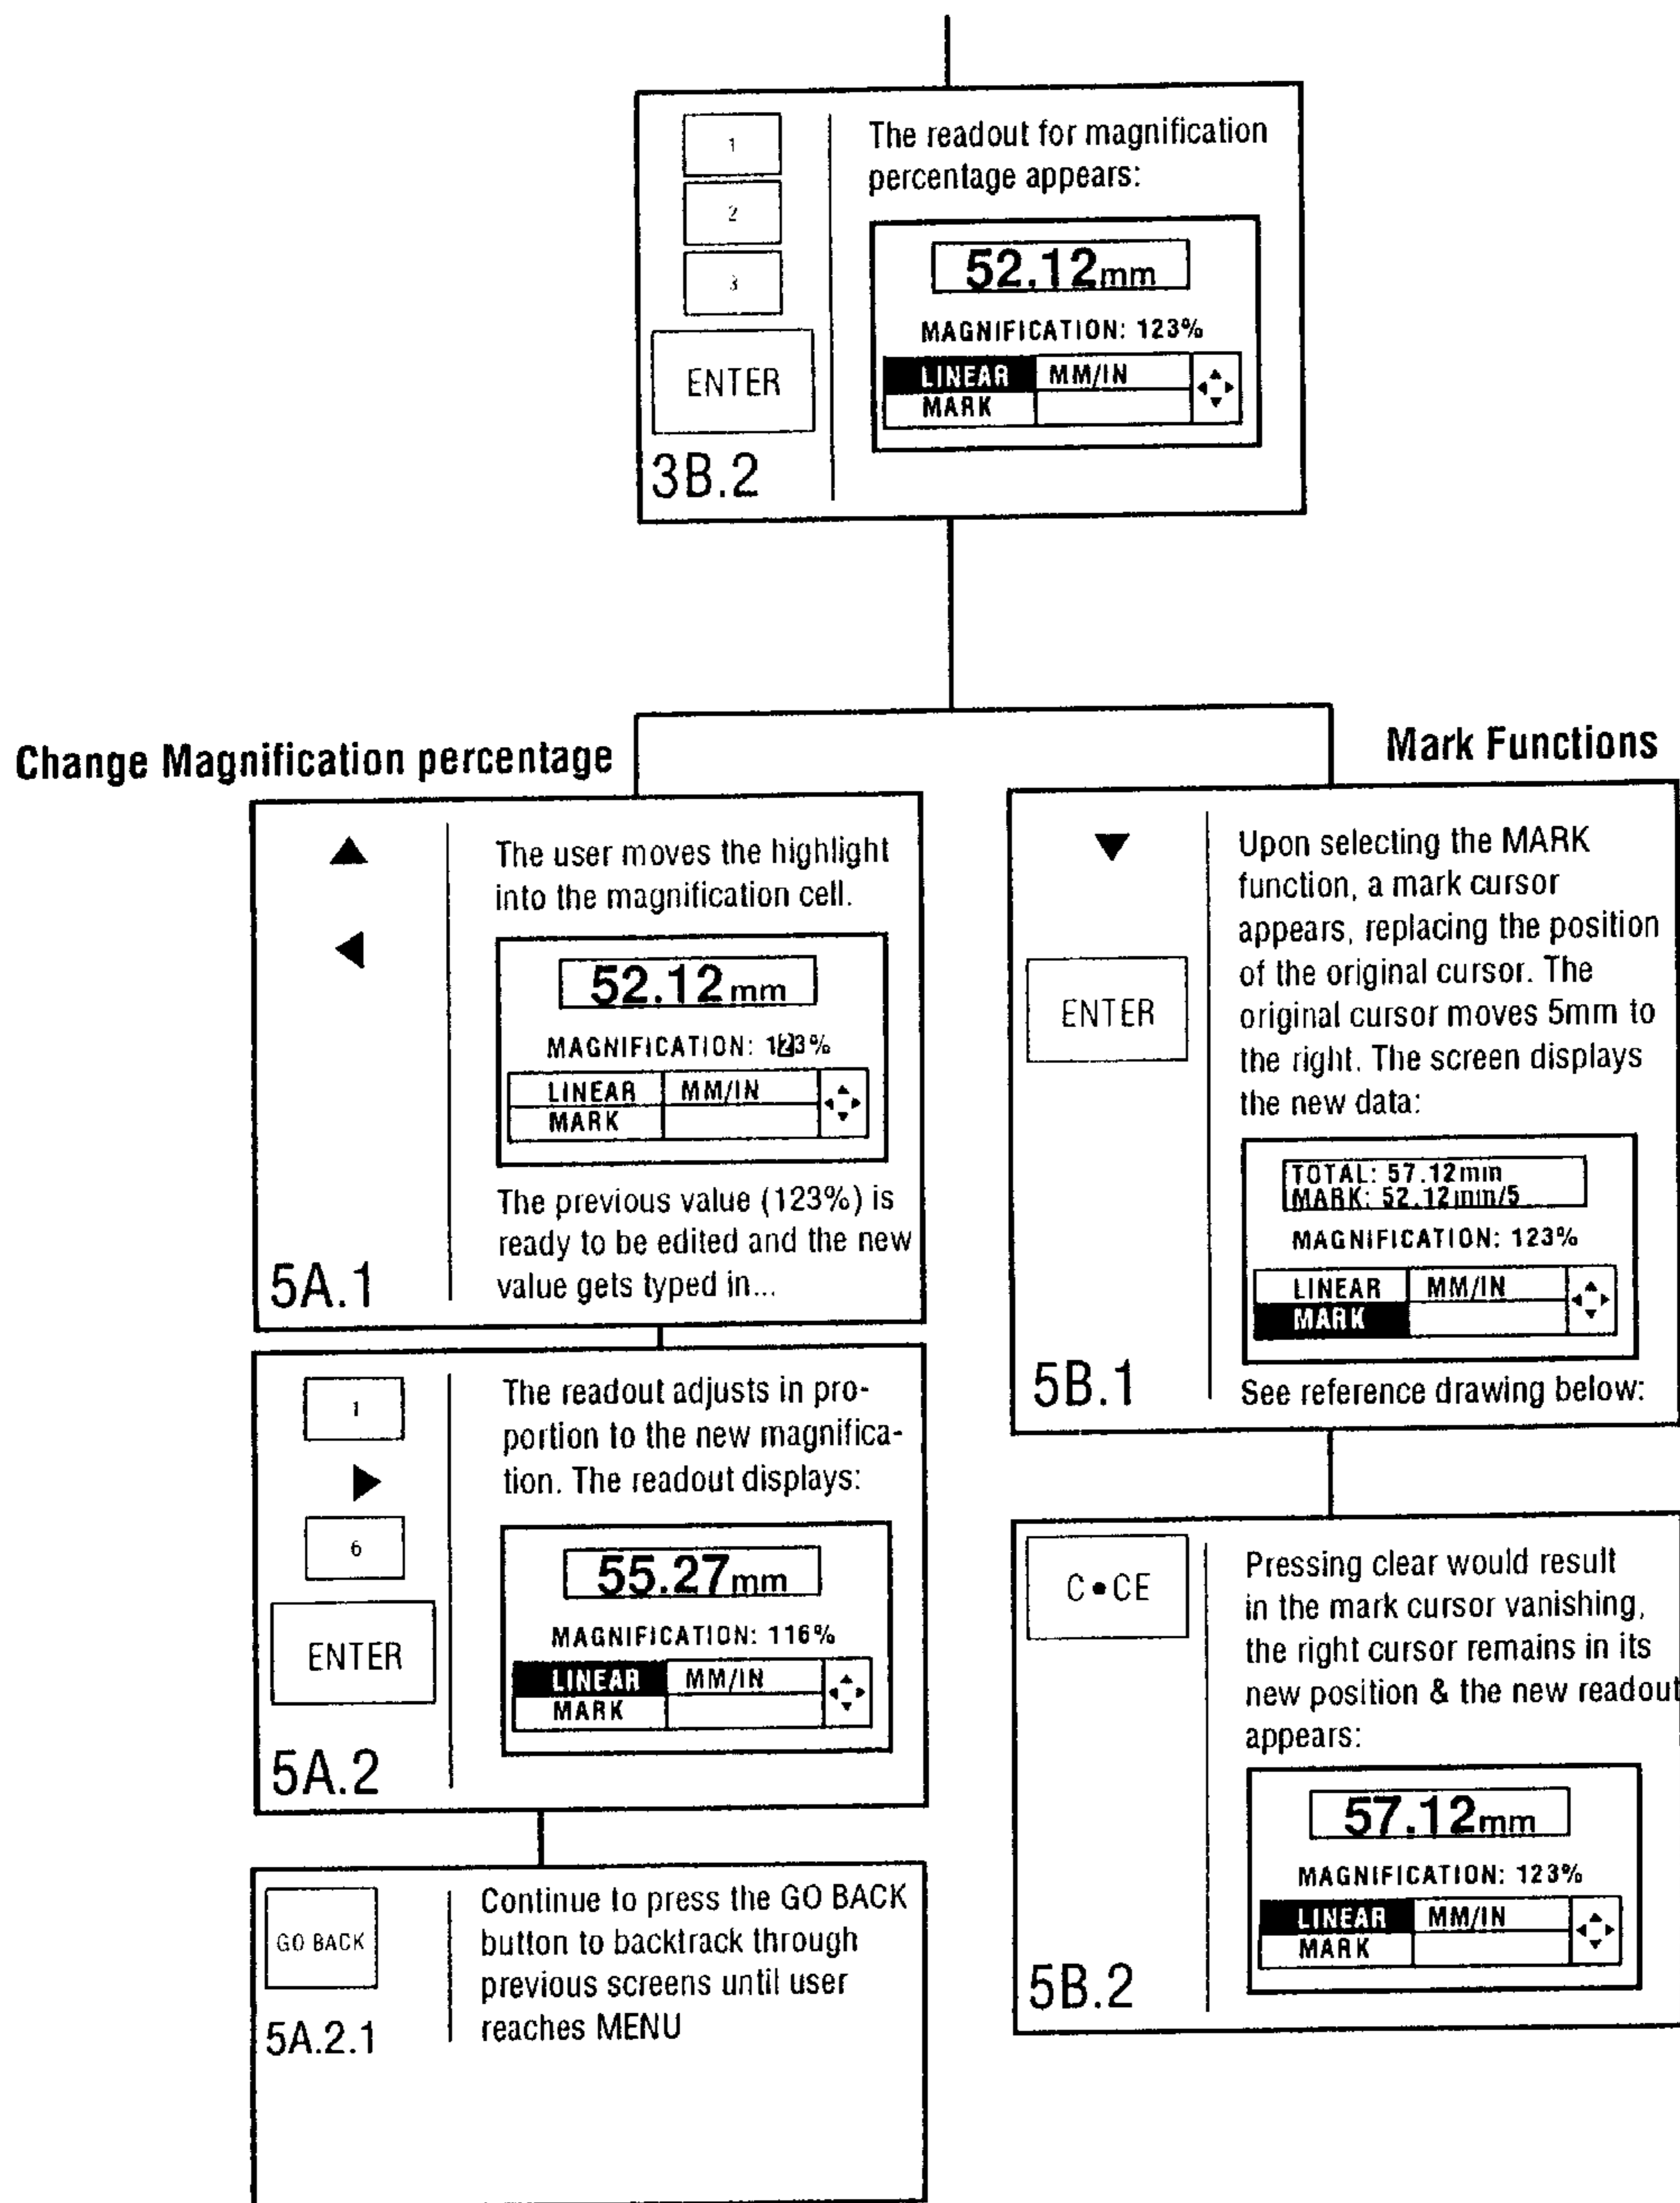 1
2
3
ENTER
3B.2
The readout for magnification
percentage appears:
52.12mm
MAGNIFICATION: 123%
LINEAR MM/IN
MARK
Change Magnification percentage
Mark Functions
5A.1
The user moves the highlight
into the magnification cell.
52.12 mm
MAGNIFICATION: 123%
LINEAR MM/IN
MARK
The previous value (123%) is
ready to be edited and the new
value gets typed in...
1
6
ENTER
5A.2
The readout adjusts in pro-
portion to the new magnifica-
tion. The readout displays:
55.27mm
MAGNIFICATION: 116%
LINEAR MM/IN
MARK
GO BACK
5A.2.1
Continue to press the GO BACK
button to backtrack through
previous screens until user
reaches MENU
ENTER
5B.1
Upon selecting the MARK
function, a mark cursor
appears, replacing the position
of the original cursor. The
original cursor moves 5mm to
the right. The screen displays
the new data:
TOTAL: 57.12mm
MARK: 52.12mm/5
MAGNIFICATION: 123%
LINEAR MM/IN
MARK
See reference drawing below:
C•CE
5B.2
Pressing clear would result
in the mark cursor vanishing,
the right cursor remains in its
new position & the new readout
appears:
57.12mm
MAGNIFICATION: 123%
LINEAR MM/IN
MARK